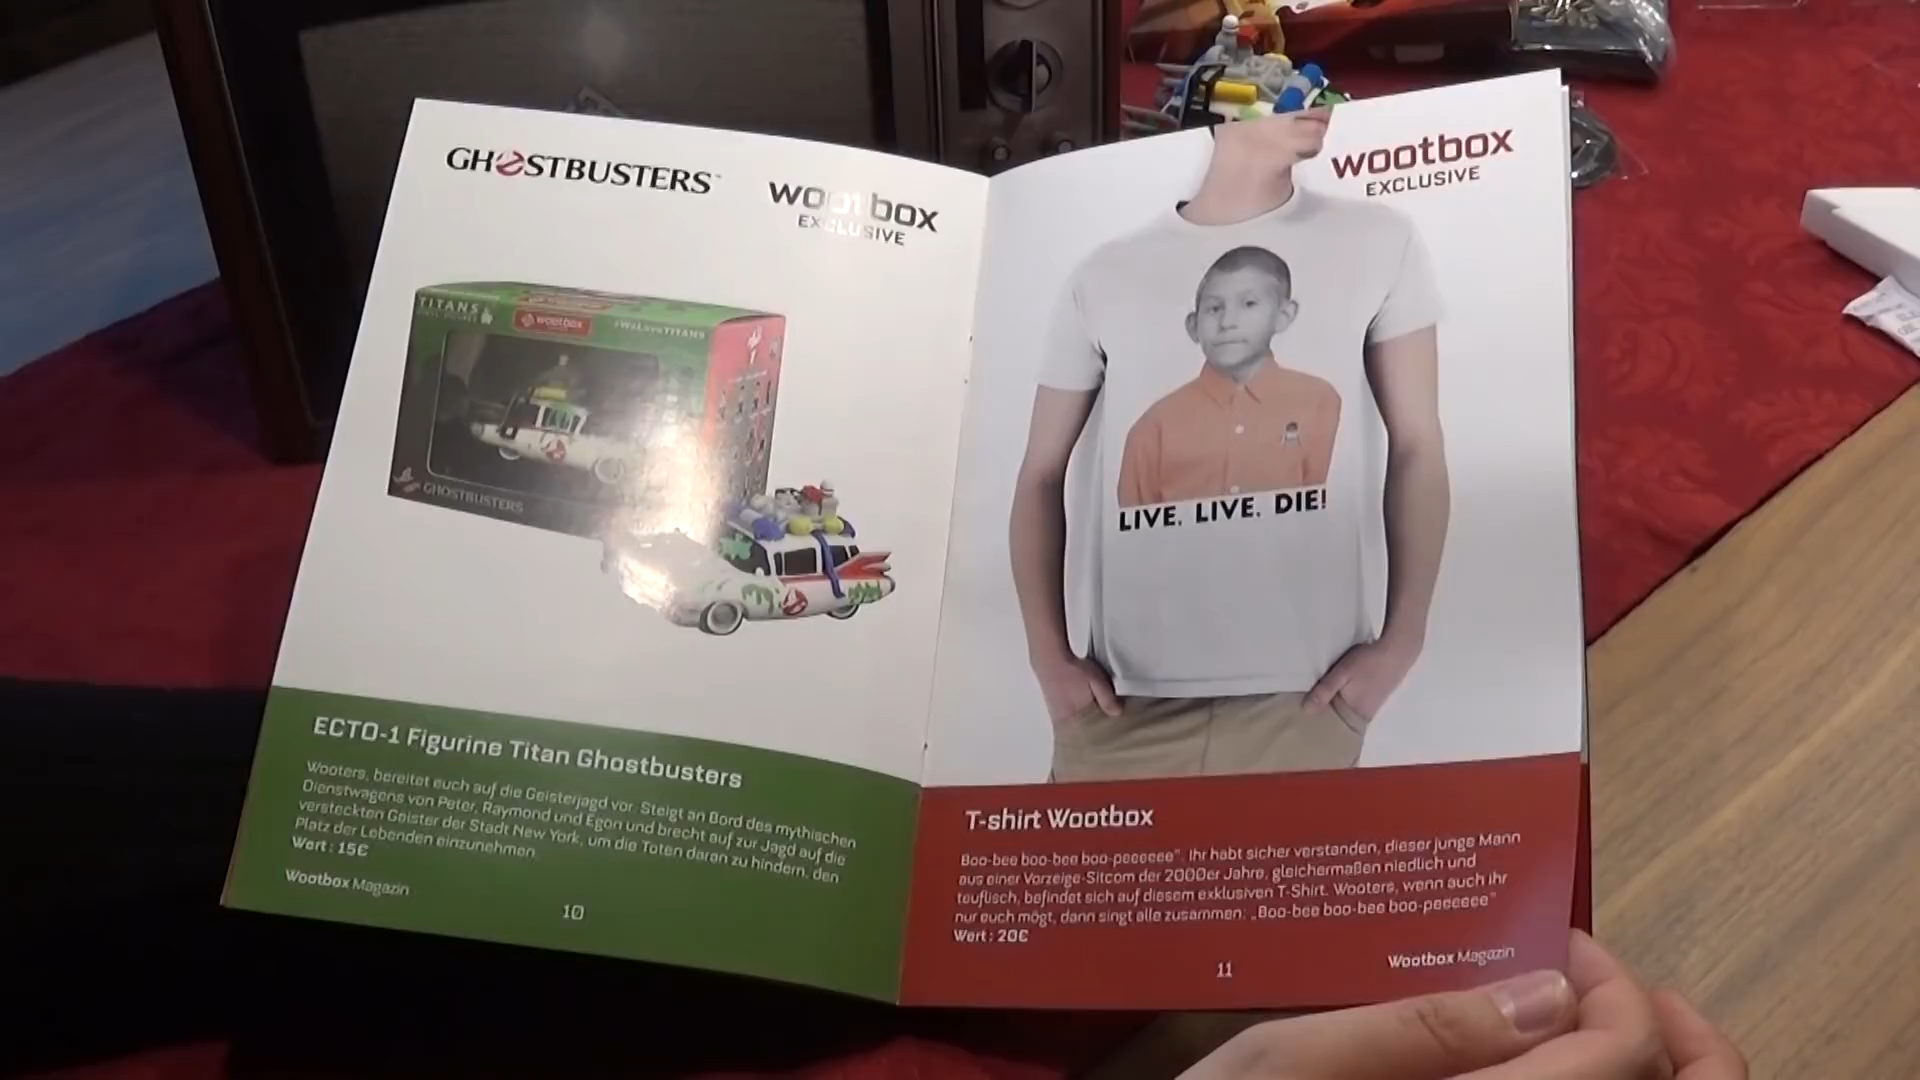 GHOSTBUSTERS™
wootbox
EXCLUSIVE
TITANS
wootbox
#WeLoveTITANS
GHOSTBUSTERS
ECTO-1 Figurine Titan Ghostbusters
Wooters, bereitet euch auf die Geisterjagd vor. Steigt an Bord des mythischen
Dienstwagens von Peter, Raymond und Egon und brecht auf zur Jagd auf die
versteckten Geister der Stadt New York, um die Toten daran zu hindern, den
Platz der Lebenden einzunehmen.
Wert : 15€
Wootbox Magazin
10
wootbox
EXCLUSIVE
LIVE. LIVE. DIE!
T-shirt Wootbox
Boo-bee boo-bee boo-peeeeee". Ihr habt sicher verstanden, dieser junge Mann
aus einer Vorzeige-Sitcom der 2000er Jahre, gleichermaßen niedlich und
teuflisch, befindet sich auf diesem exklusiven T-Shirt. Wooters, wenn auch ihr
nur euch mögt, dann singt alle zusammen: „Boo-bee boo-bee boo-peeeeee"
Wert : 20€
11
Wootbox Magazin